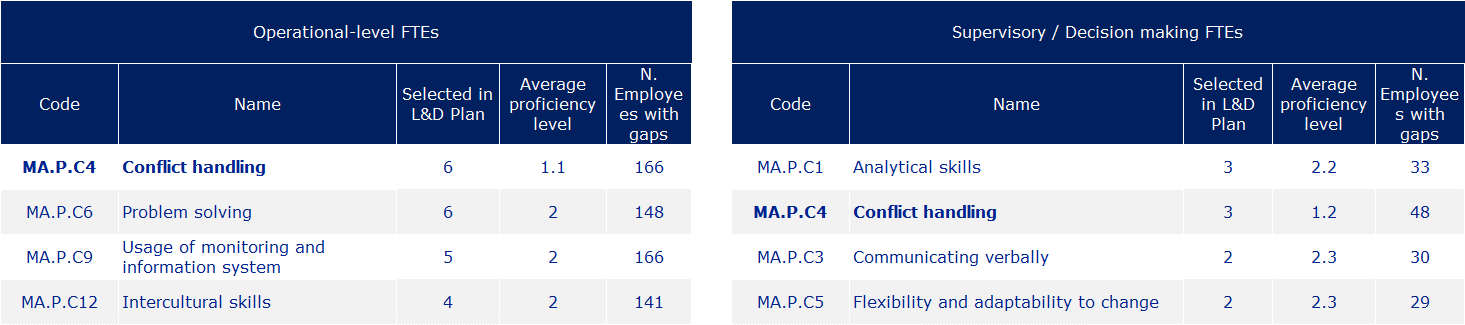 Operational-level FTEs
Code
Name
Selected in
L&D Plan
Average
proficiency
level
N.
Employe
es with
gaps
MA.P.C4 Conflict handling 6 1.1 166
MA.P.C6 Problem solving 6 2 148
MA.P.C9 Usage of monitoring and
information system 5 2 166
MA.P.C12 Intercultural skills 4 2 141
Supervisory / Decision making FTEs
Code
Name
Selected
in L&D
Plan
Average
proficiency
level
N.
Employee
s with
gaps
MA.P.C1 Analytical skills 3 2.2 33
MA.P.C4 Conflict handling 3 1.2 48
MA.P.C3 Communicating verbally 2 2.3 30
MA.P.C5 Flexibility and adaptability to change 2 2.3 29